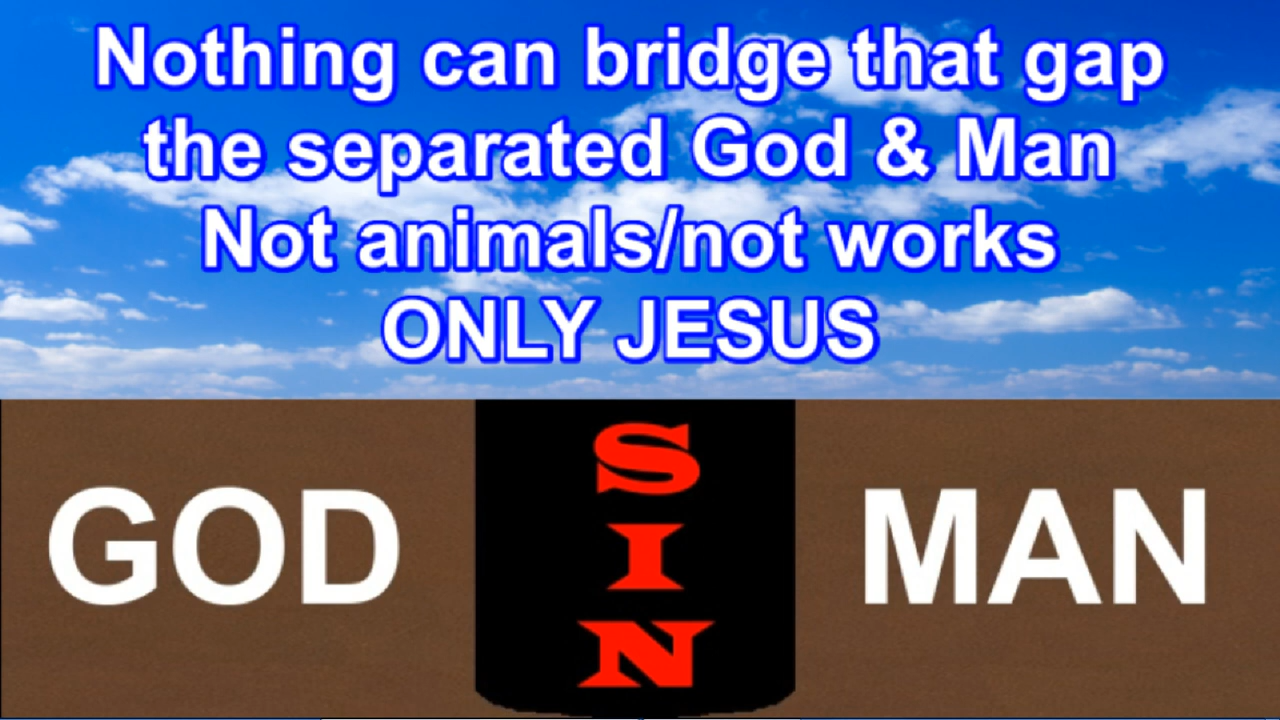 Nothing can bridge that gap
the separated God & Man
Not animals/not works
ONLY JESUS
GOD
SIN
MAN